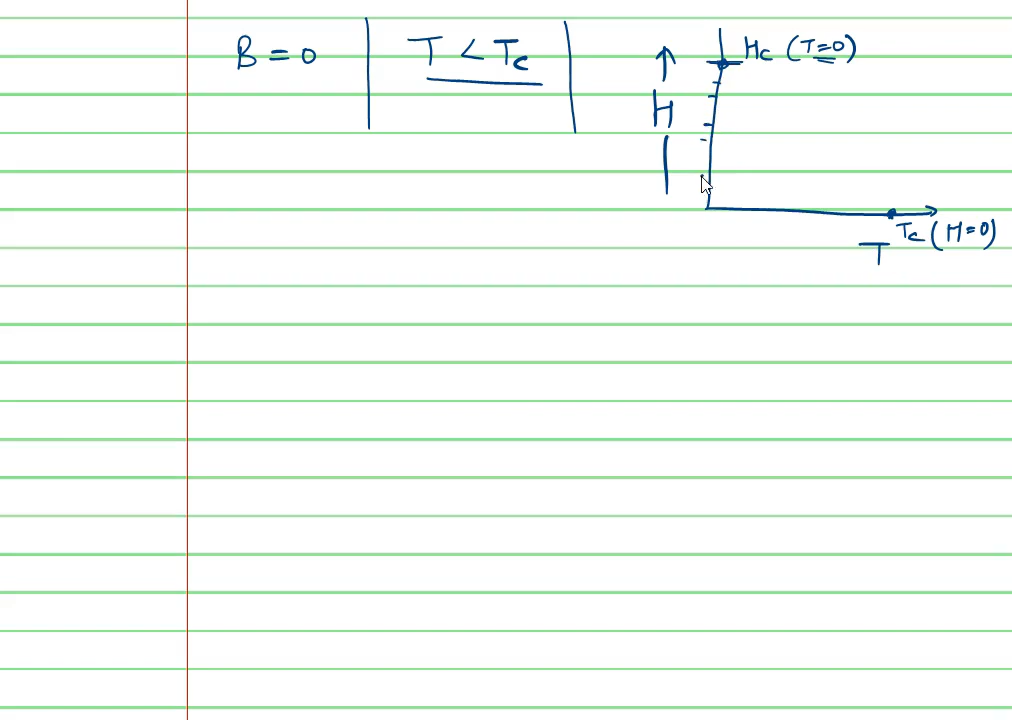 B = 0
T < Tc
H
Hc (T=0)
Tc (H=0)
T